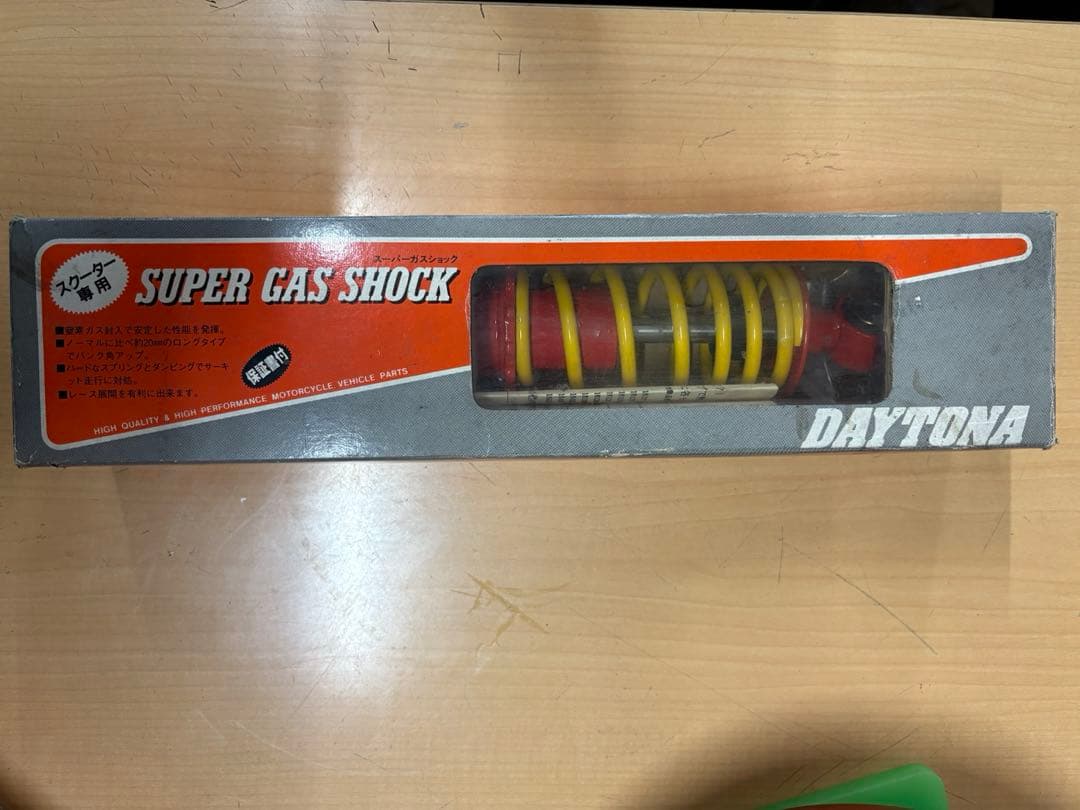 スクーター
専用
スーパーガスショック
SUPER GAS SHOCK
■窒素ガス封入で安定した性能を発揮。
■ノーマルに比べ約20mmのロングタイプ
でバンク角アップ。
■ハードなスプリングとダンピングでサーキ
ット走行に対処。
■レース展開を有利に出来ます。
保証書付
HIGH QUALITY & HIGH PERFORMANCE MOTORCYCLE VEHICLE PARTS
DAYTONA